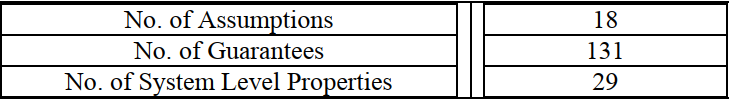 No. of Assumptions 18
No. of Guarantees 131
No. of System Level Properties 29